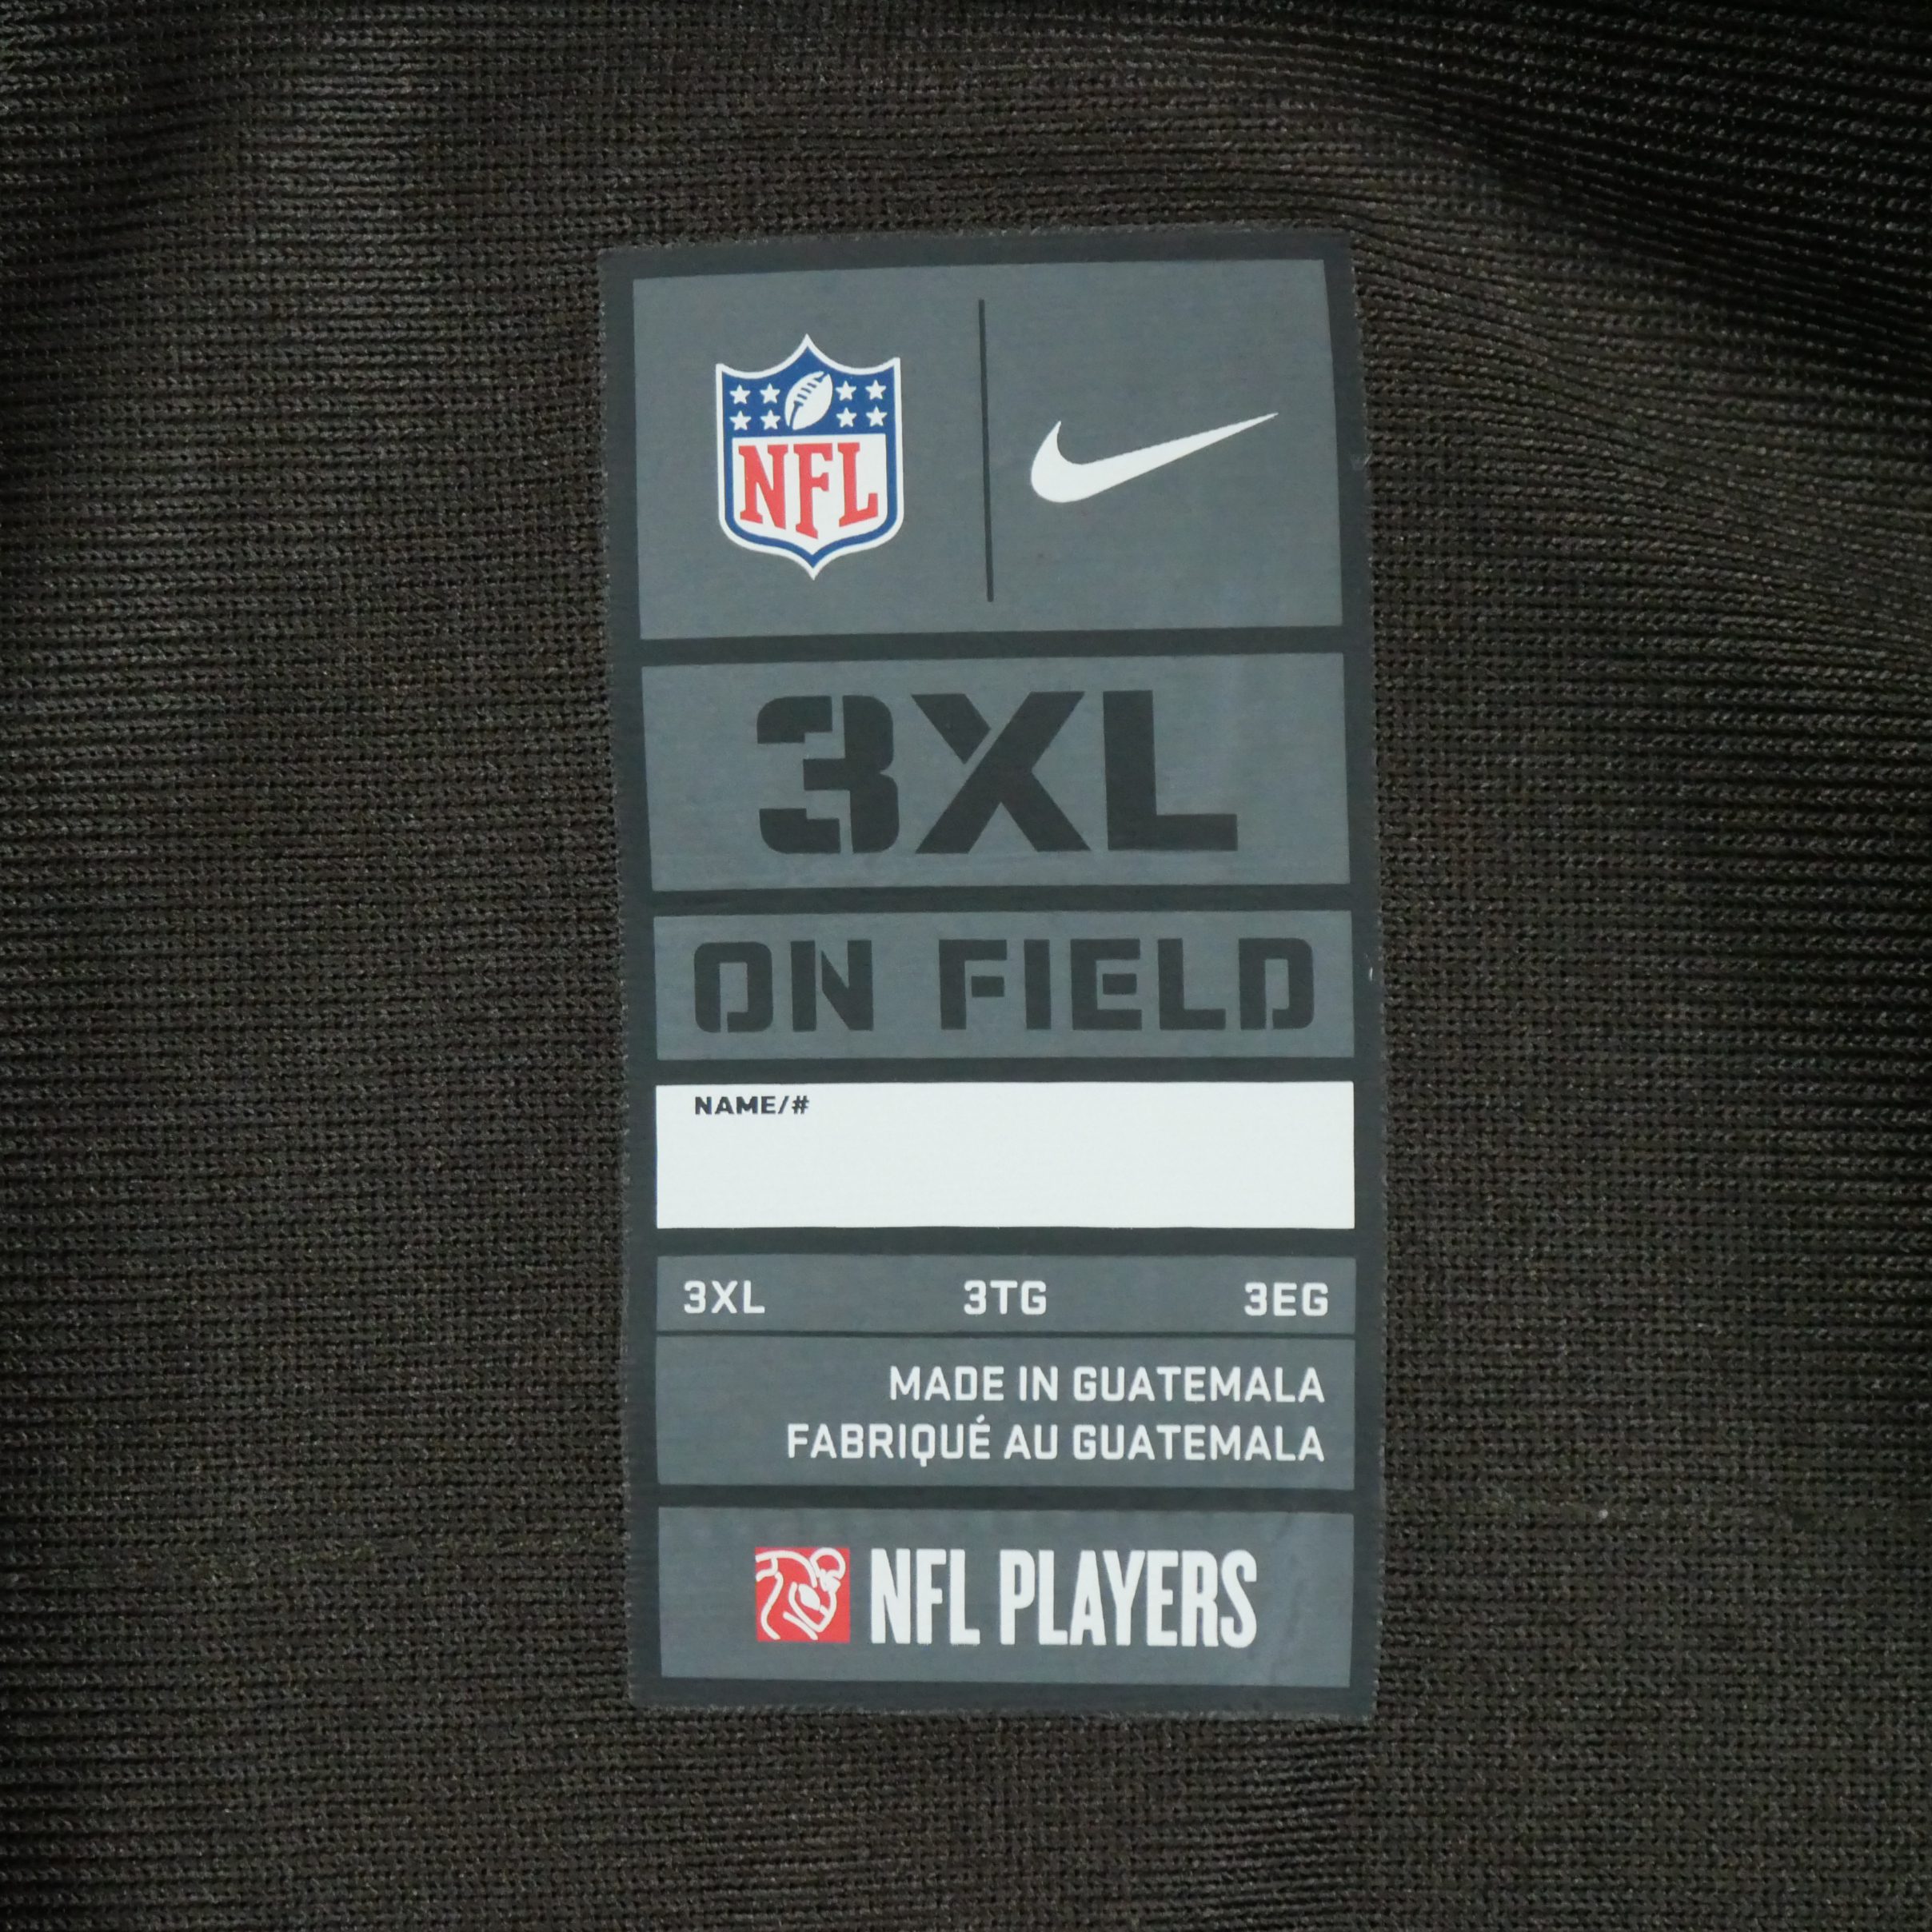 NFL
3XL
ON FIELD
NAME/#
3XL 3TG 3EG
MADE IN GUATEMALA
FABRIQUÉ AU GUATEMALA
NFL PLAYERS